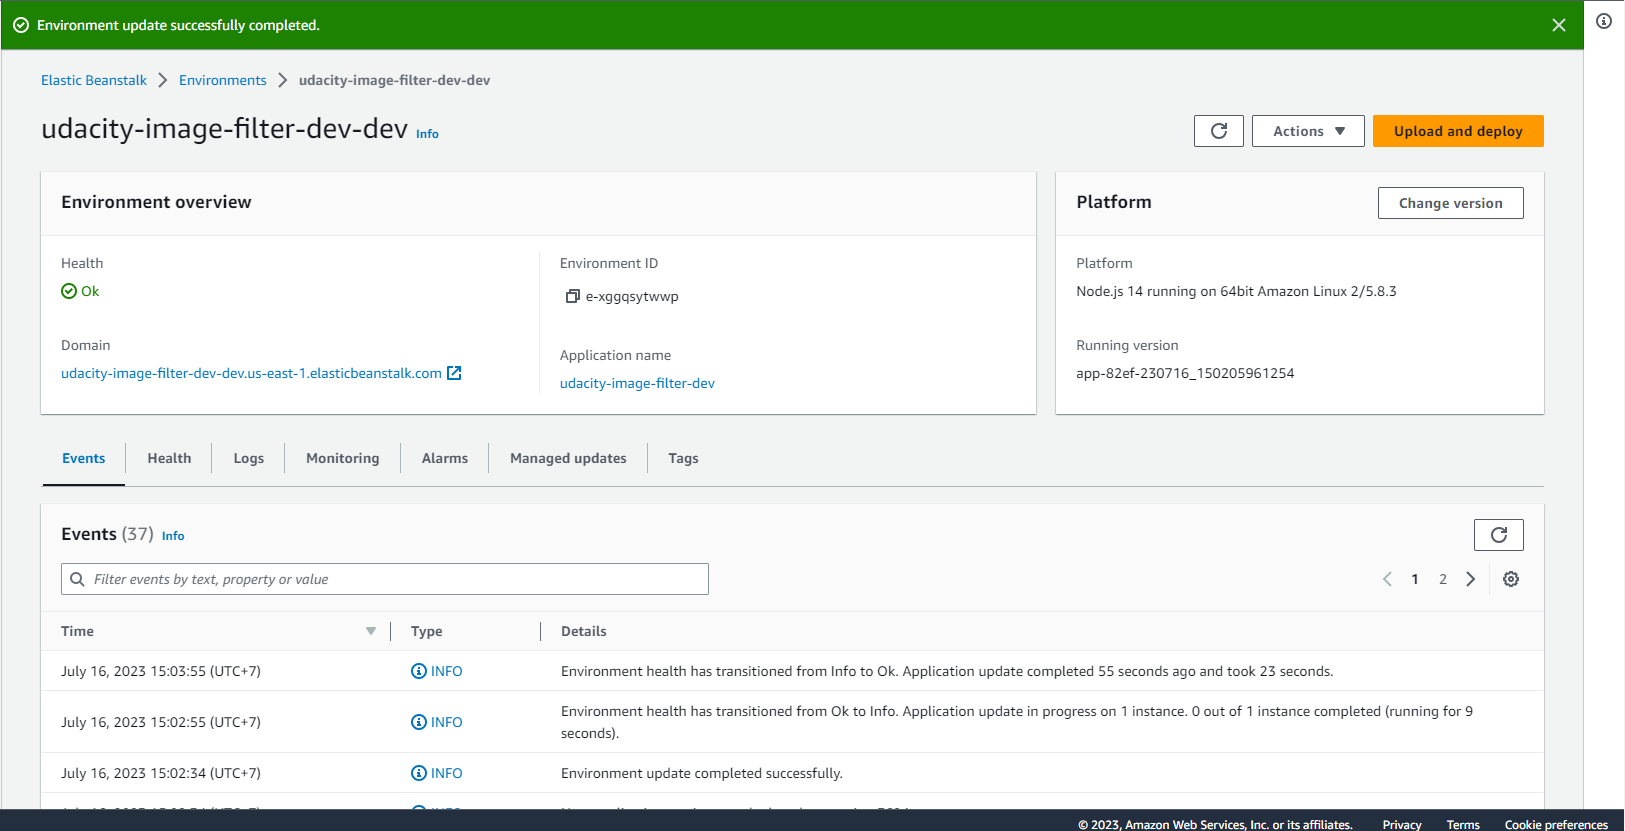 Environment update successfully completed.
Elastic Beanstalk > Environments > udacity-image-filter-dev-dev
udacity-image-filter-dev-dev Info
Actions
Upload and deploy
Environment overview
Health
Ok
Domain
udacity-image-filter-dev-dev.us-east-1.elasticbeanstalk.com
Environment ID
e-xggqsytwwp
Application name
udacity-image-filter-dev
Platform
Change version
Platform
Node.js 14 running on 64bit Amazon Linux 2/5.8.3
Running version
app-82ef-230716_150205961254
Events Health Logs Monitoring Alarms Managed updates Tags
Events (37) Info
Filter events by text, property or value
1 2
Time Type Details
July 16, 2023 15:03:55 (UTC+7) INFO Environment health has transitioned from Info to Ok. Application update completed 55 seconds ago and took 23 seconds.
July 16, 2023 15:02:55 (UTC+7) INFO Environment health has transitioned from Ok to Info. Application update in progress on 1 instance. 0 out of 1 instance completed (running for 9
seconds).
July 16, 2023 15:02:34 (UTC+7) INFO Environment update completed successfully.
© 2023, Amazon Web Services, Inc. or its affiliates. Privacy Terms Cookie preferences